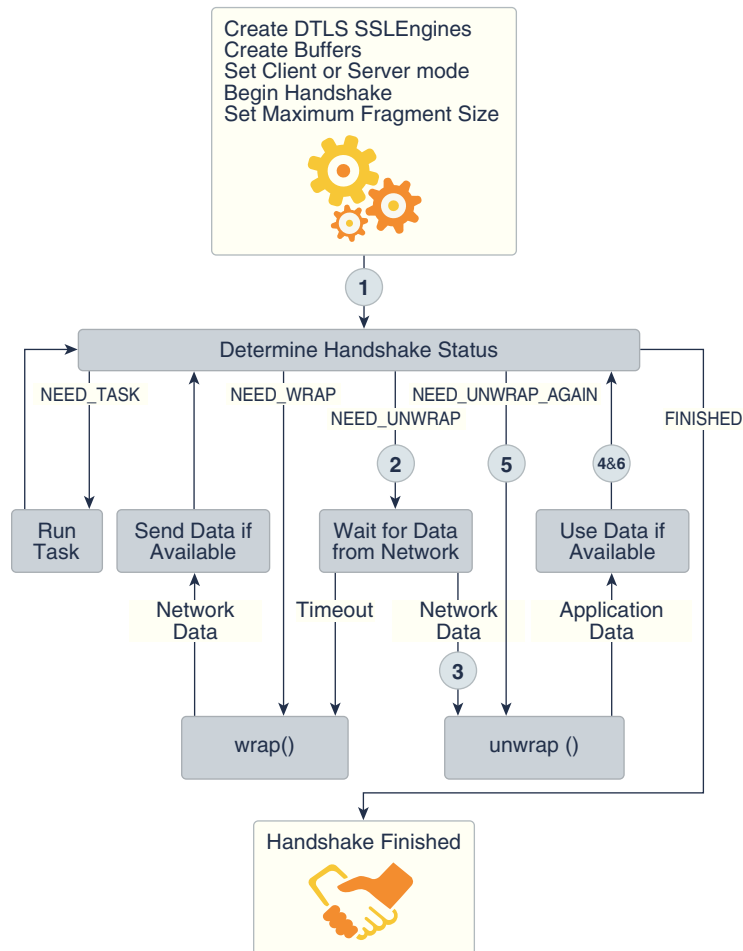 Create DTLS SSLEngines
Create Buffers
Set Client or Server mode
Begin Handshake
Set Maximum Fragment Size
1
Determine Handshake Status
NEED_TASK
NEED_WRAP
NEED_UNWRAP
NEED_UNWRAP_AGAIN
FINISHED
2
5
4&6
Run
Task
Send Data if
Available
Wait for Data
from Network
Use Data if
Available
Network
Data
Timeout
Network
Data
Application
Data
3
wrap()
unwrap ()
Handshake Finished